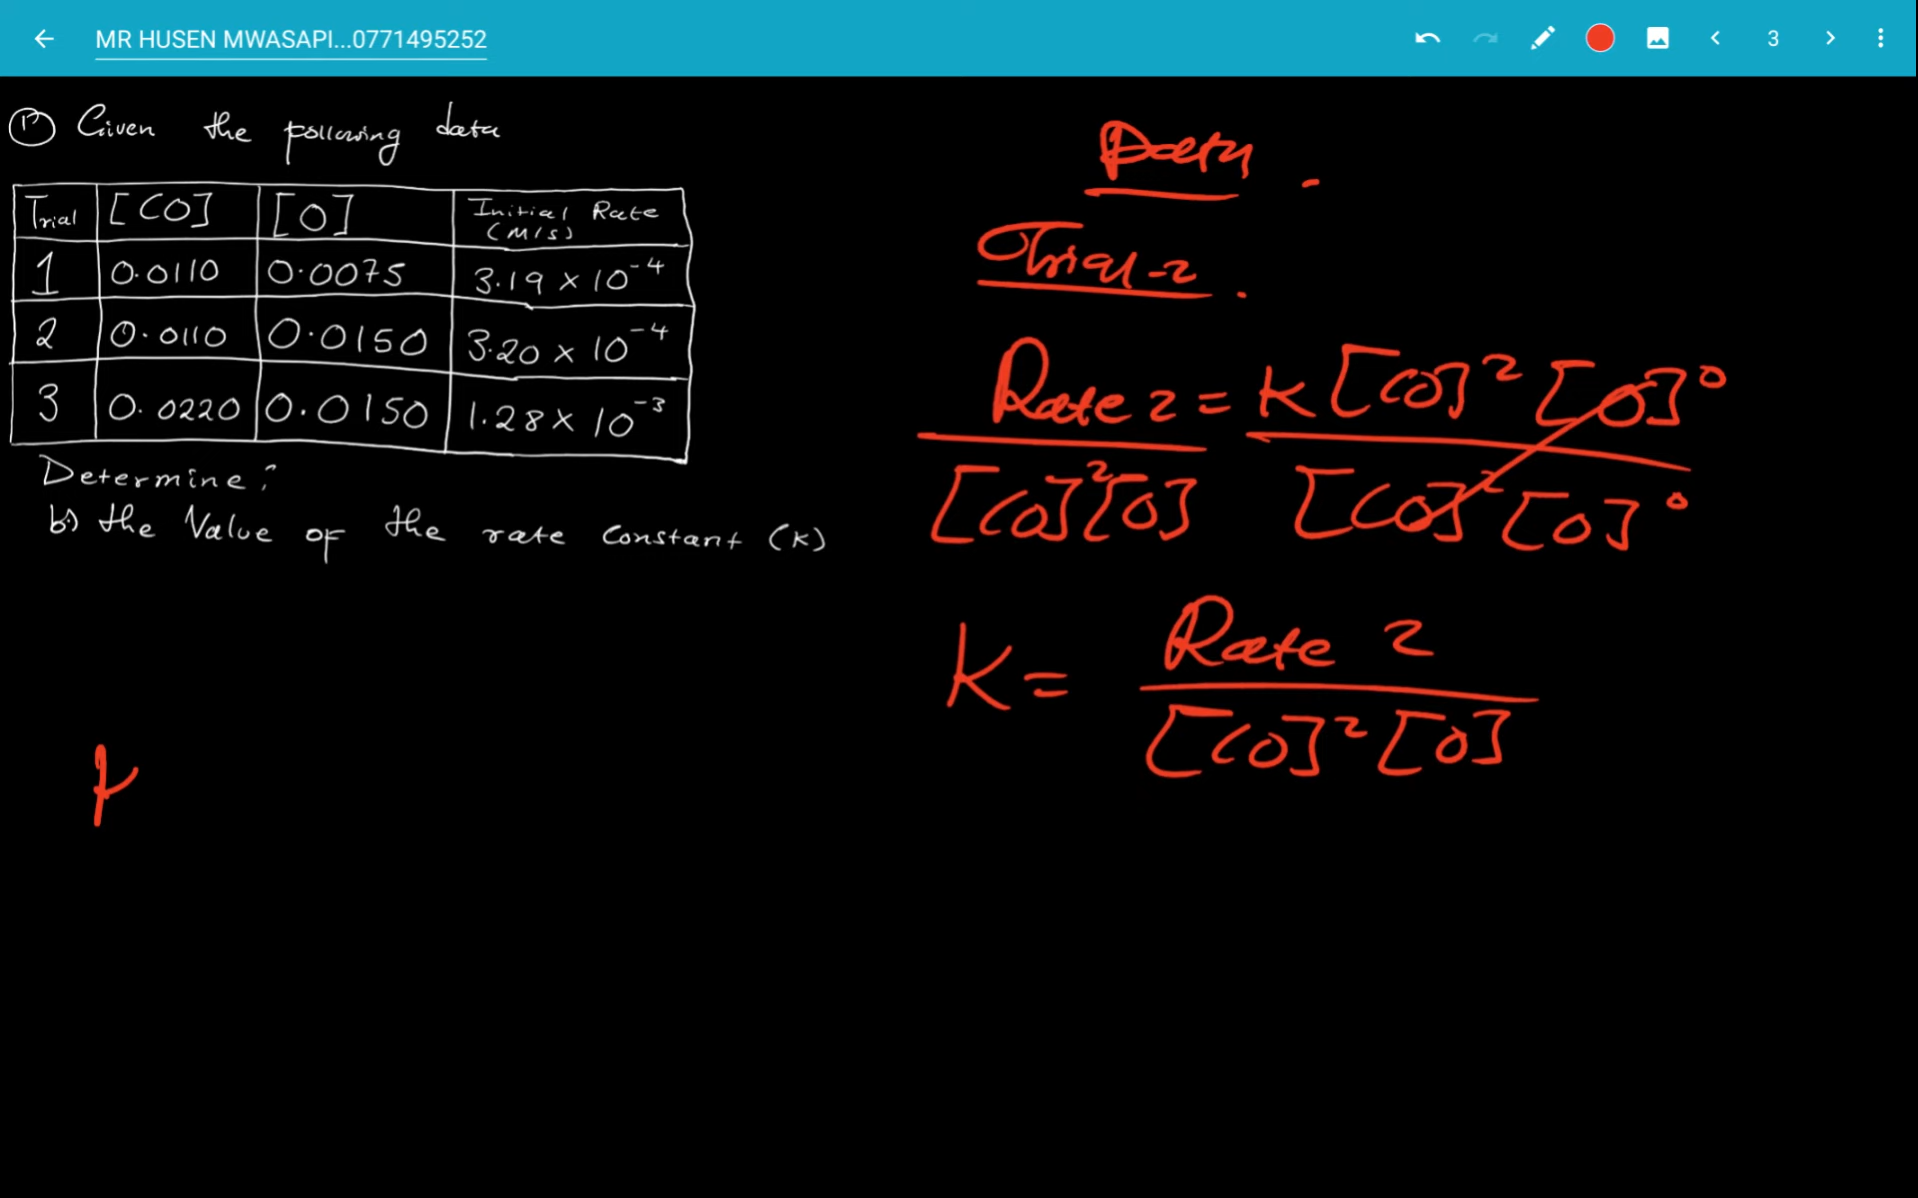 MR HUSEN MWASAPI...0771495252
3
① Given the following data
Trial [CO] [O] Initial Rate (M/s)
1 0.0110 0.0075 3.19 × 10⁻⁴
2 0.0110 0.0150 3.20 × 10⁻⁴
3 0.0220 0.0150 1.28 × 10⁻³
Determine;
b.) the Value of the rate constant (K)
Data
Trial-2
Rate 2 = K[CO]² [O]⁰
[CO]²[O] [CO]² [O]⁰
K = Rate 2
[CO]² [O]